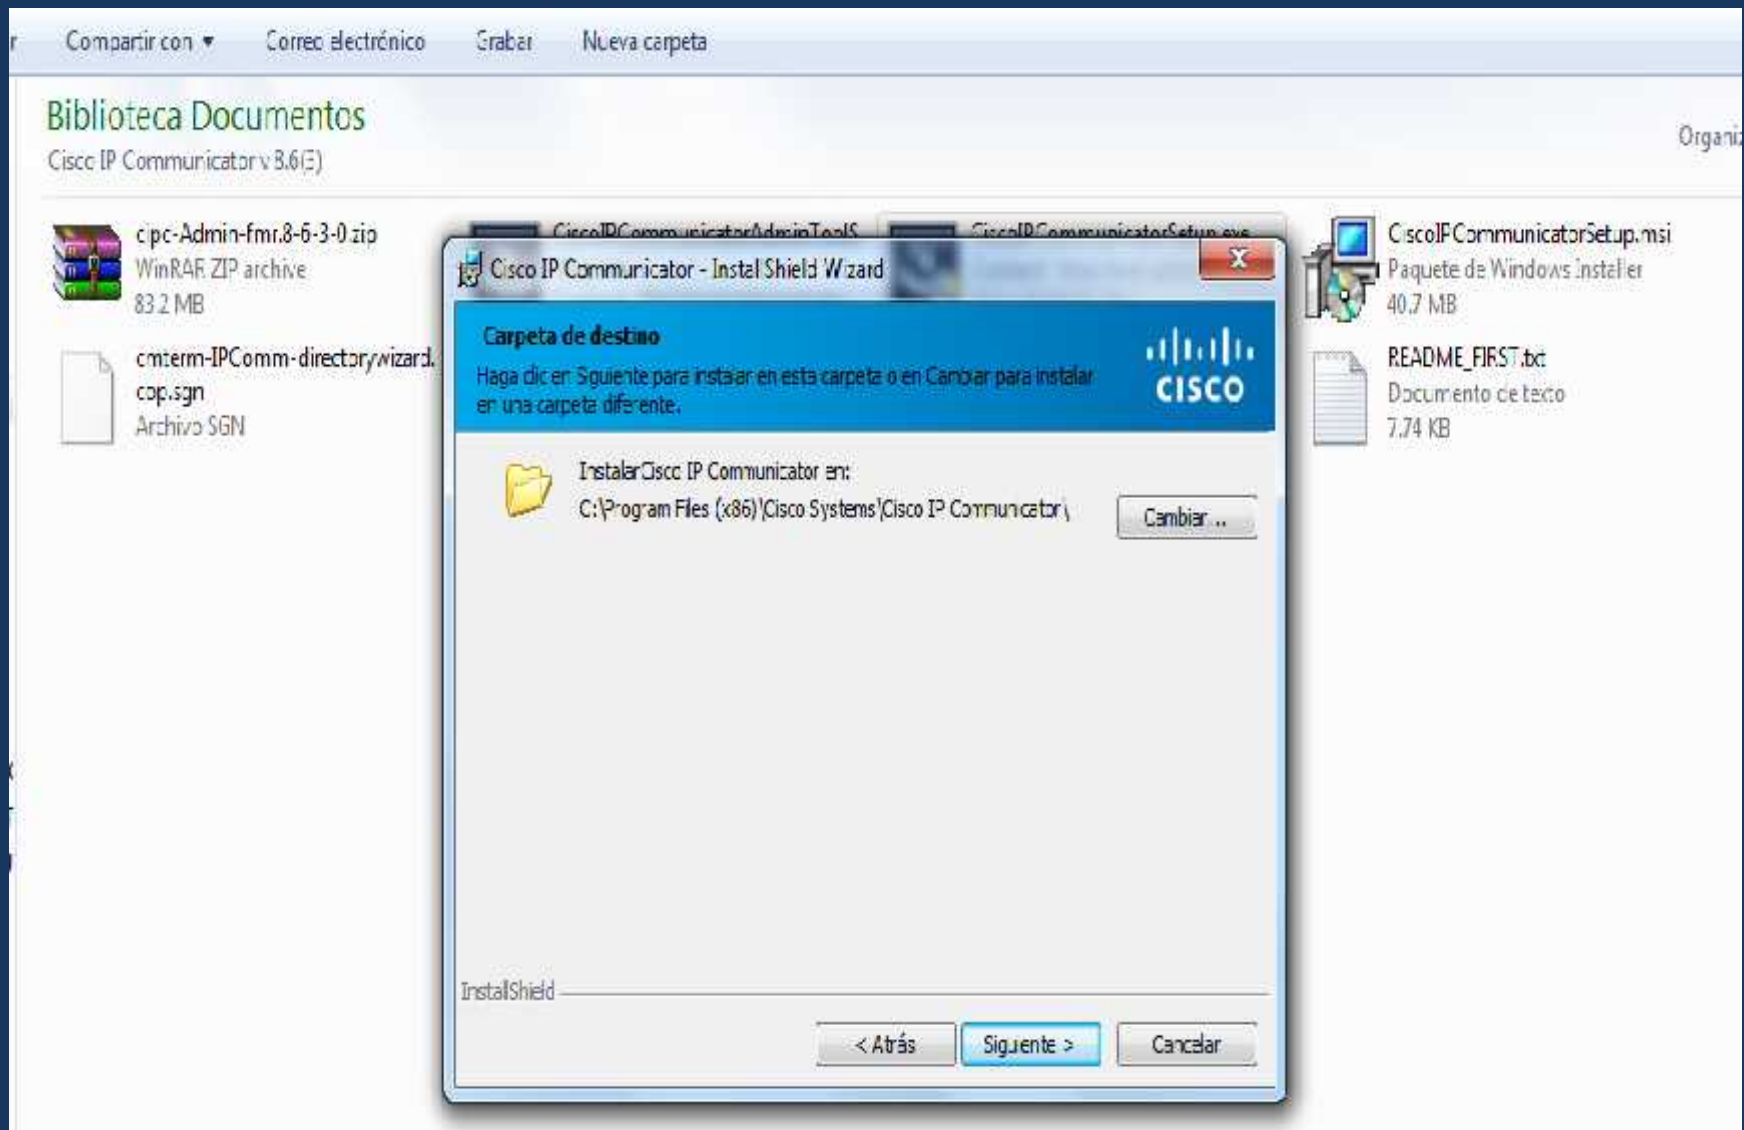 Compartir con ▾ Correo electrónico Grabar Nueva carpeta
Biblioteca Documentos
Cisco IP Communicator v 8.6(3)
cipc-Admin-fmr.8-6-3-0.zip
WinRAR ZIP archive
83.2 MB
cmterm-IPComm-directorywizard.
cop.sgn
Archivo SGN
CiscoIPCommunicatorAdminToolS
CiscoIPCommunicatorSetup.exe
CiscoIPCommunicatorSetup.msi
Paquete de Windows Installer
40.7 MB
README_FIRST.txt
Documento de texto
7.74 KB
Cisco IP Communicator - InstallShield Wizard
Carpeta de destino
Haga clic en Siguiente para instalar en esta carpeta o en Cambiar para instalar
en una carpeta diferente.
CISCO
Instalar Cisco IP Communicator en:
C:\Program Files (x86)\Cisco Systems\Cisco IP Communicator\
Cambiar...
InstallShield
< Atrás Siguiente > Cancelar